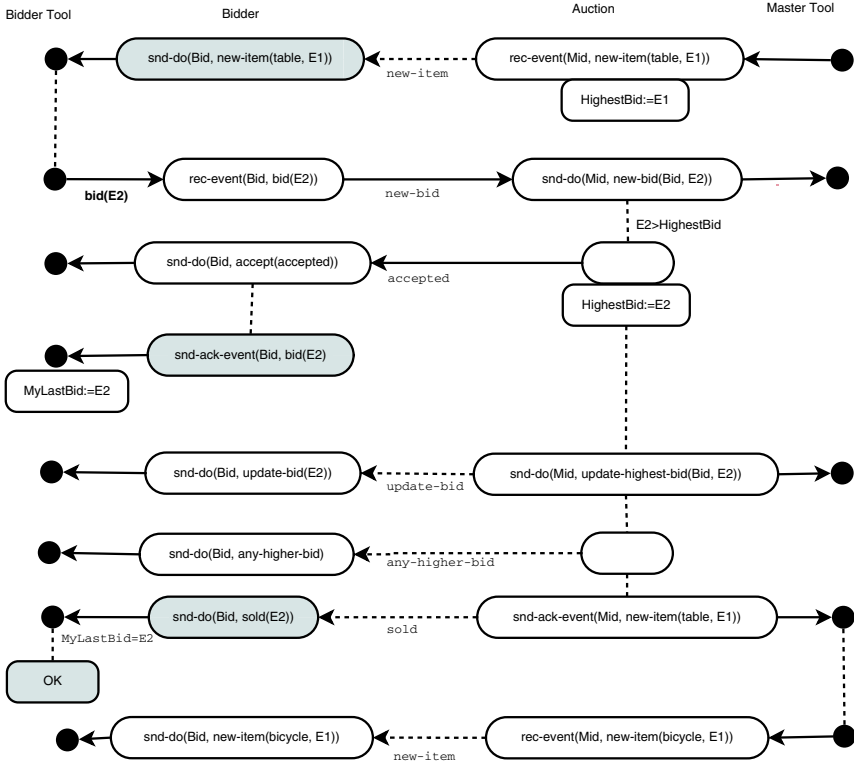 Bidder Tool
Bidder
Auction
Master Tool
snd-do(Bid, new-item(table, E1))
new-item
rec-event(Mid, new-item(table, E1))
HighestBid:=E1
bid(E2)
rec-event(Bid, bid(E2))
new-bid
snd-do(Mid, new-bid(Bid, E2))
E2>HighestBid
snd-do(Bid, accept(accepted))
accepted
HighestBid:=E2
snd-ack-event(Bid, bid(E2)
MyLastBid:=E2
snd-do(Bid, update-bid(E2))
update-bid
snd-do(Mid, update-highest-bid(Bid, E2))
snd-do(Bid, any-higher-bid)
any-higher-bid
snd-do(Bid, sold(E2))
sold
snd-ack-event(Mid, new-item(table, E1))
MyLastBid=E2
OK
snd-do(Bid, new-item(bicycle, E1))
new-item
rec-event(Mid, new-item(bicycle, E1))